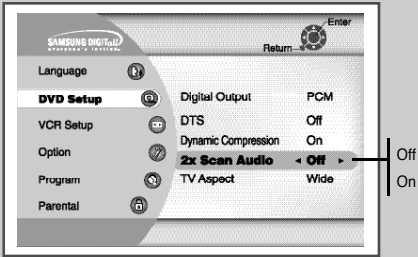 SAMSUNG DIGITall
everyone's invited
Enter
Return
Language
DVD Setup
VCR Setup
Option
Program
Parental
Digital Output PCM
DTS Off
Dynamic Compression On
2x Scan Audio ◄ Off ►
TV Aspect Wide
Off
On